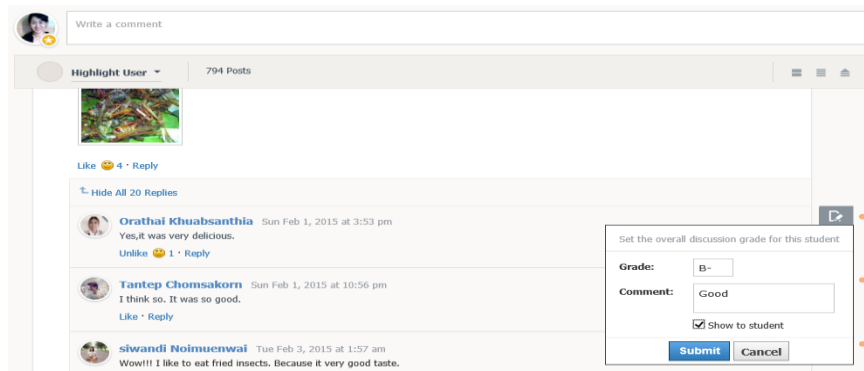 Write a comment
Highlight User
794 Posts
Like 4 · Reply
Hide All 20 Replies
Orathai Khuabsanthia Sun Feb 1, 2015 at 3:53 pm
Yes,it was very delicious.
Unlike 1 · Reply
Tantep Chomsakorn Sun Feb 1, 2015 at 10:56 pm
I think so. It was so good.
Like · Reply
siwandi Noimuenwai Tue Feb 3, 2015 at 1:57 am
Wow!!! I like to eat fried insects. Because it very good taste.
Set the overall discussion grade for this student
Grade: B-
Comment: Good
Show to student
Submit Cancel